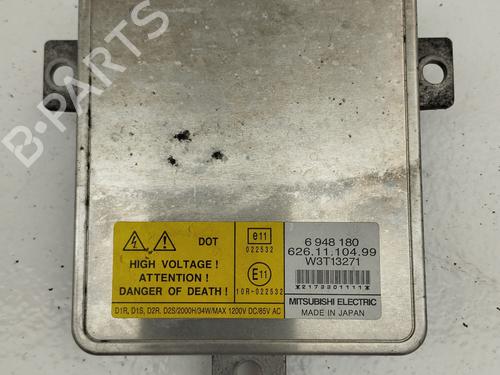 B-PARTS
DOT
HIGH VOLTAGE !
ATTENTION !
DANGER OF DEATH !
D1R, D1S, D2R. D2S/2000H/34W/MAX 1200V DC/85V AC
e11
022532
E11
10R-022532
6 948 180
626.11.104.99
W3T13271
*2173301111*
MITSUBISHI ELECTRIC
MADE IN JAPAN